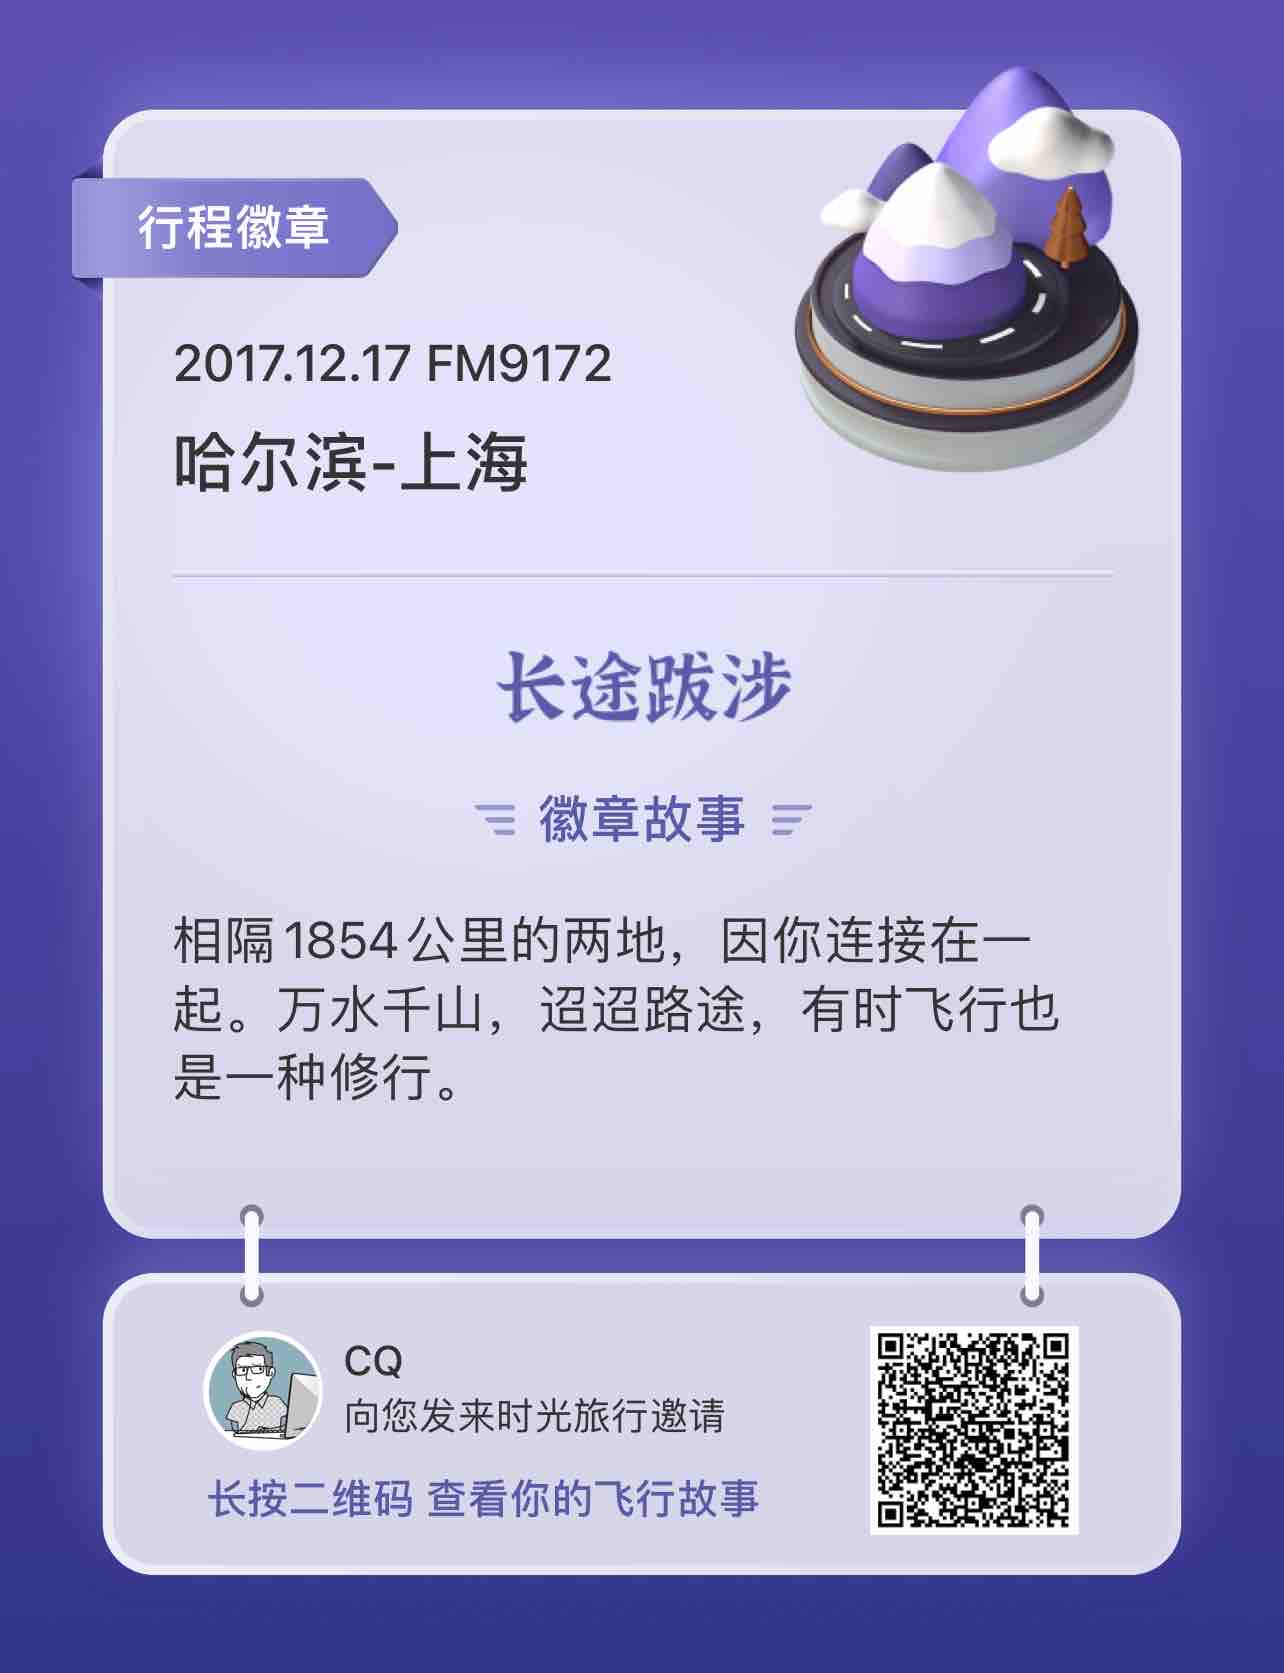 行程徽章
2017.12.17 FM9172
哈尔滨-上海
长途跋涉
徽章故事
相隔1854公里的两地，因你连接在一
起。万水千山，迢迢路途，有时飞行也
是一种修行。
CQ
向您发来时光旅行邀请
长按二维码 查看你的飞行故事